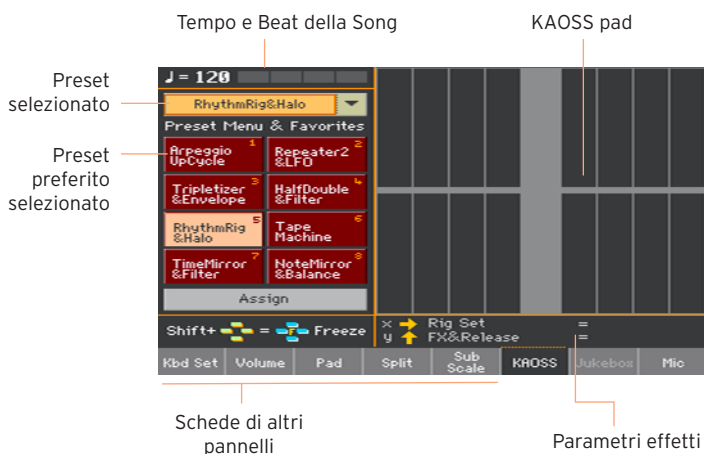 Tempo e Beat della Song
KAOSS pad
Preset
selezionato
Preset
preferito
selezionato
♩= 120
RhythmRig&Halo
Preset Menu & Favorites
Arpeggio
UpCycle
1
Repeater2
&LFO
2
Tripletizer
&Envelope
3
HalfDouble
&Filter
4
RhythmRig
&Halo
5
Tape
Machine
6
TimeMirror
&Filter
7
NoteMirror
&Balance
8
Assign
Shift+ = F Freeze
x Rig Set =
y FX&Release =
Kbd Set Volume Pad Split Sub Scale KAOSS Jukebox Mic
Schede di altri
pannelli
Parametri effetti